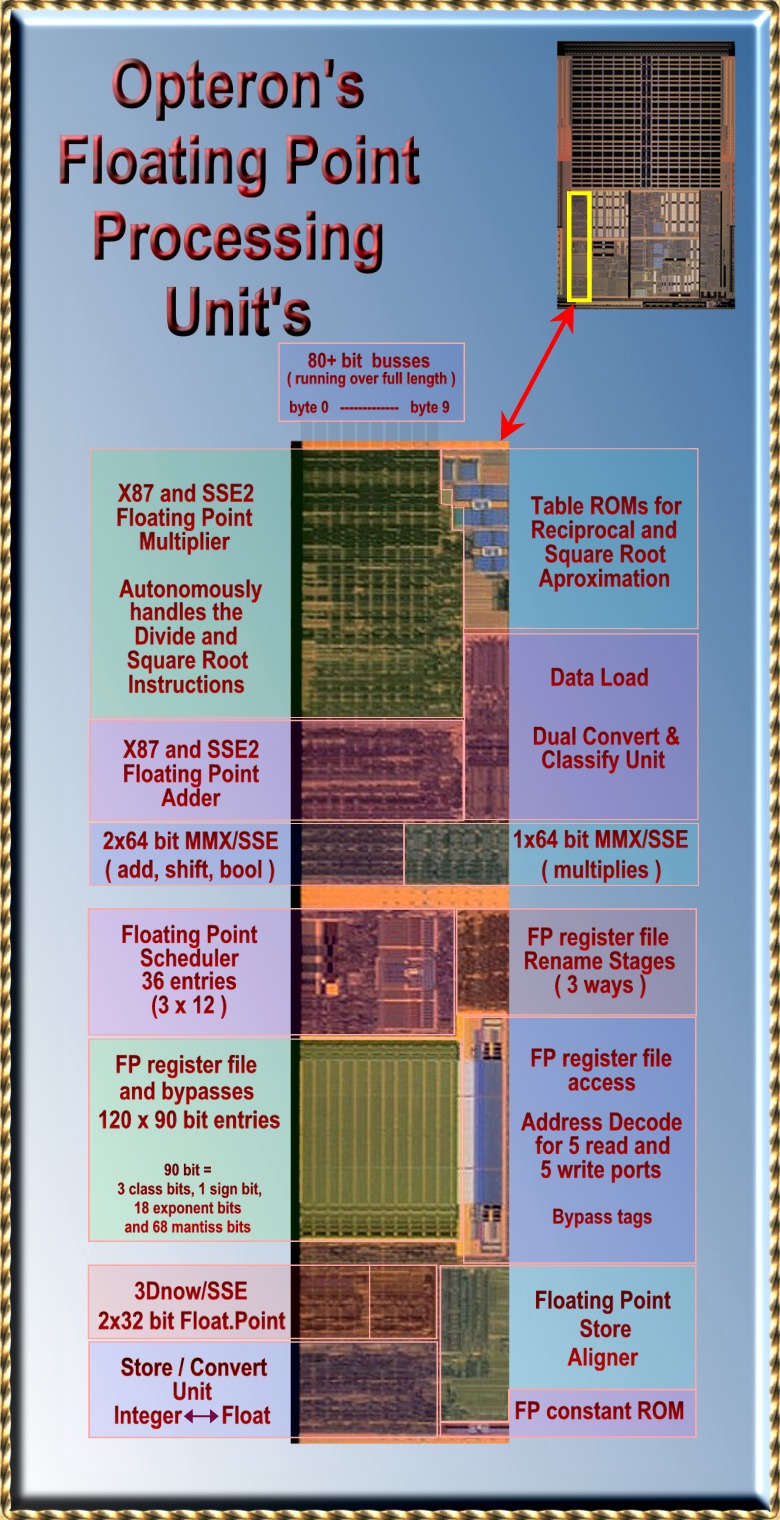 Opteron's
Floating Point
Processing
Unit's
80+ bit busses
( running over full length )
byte 0 ------------- byte 9
X87 and SSE2
Floating Point
Multiplier
Autonomously
handles the
Divide and
Square Root
Instructions
Table ROMs for
Reciprocal and
Square Root
Aproximation
Data Load
Dual Convert &
Classify Unit
X87 and SSE2
Floating Point
Adder
2x64 bit MMX/SSE
( add, shift, bool )
1x64 bit MMX/SSE
( multiplies )
Floating Point
Scheduler
36 entries
(3 x 12 )
FP register file
Rename Stages
( 3 ways )
FP register file
and bypasses
120 x 90 bit entries
90 bit =
3 class bits, 1 sign bit,
18 exponent bits
and 68 mantiss bits
FP register file
access
Address Decode
for 5 read and
5 write ports
Bypass tags
3Dnow/SSE
2x32 bit Float.Point
Floating Point
Store
Aligner
Store / Convert
Unit
Integer↔Float
FP constant ROM